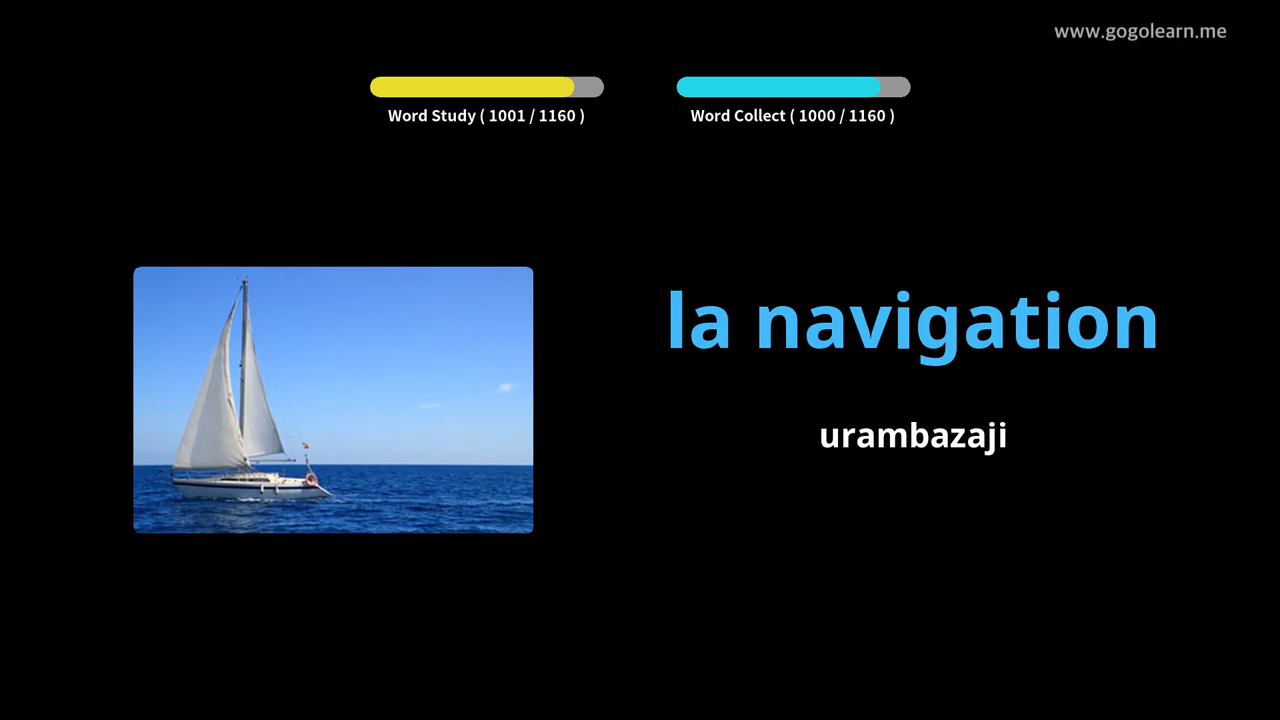 www.gogolearn.me
Word Study ( 1001 / 1160 )
Word Collect ( 1000 / 1160 )
la navigation
urambazaji